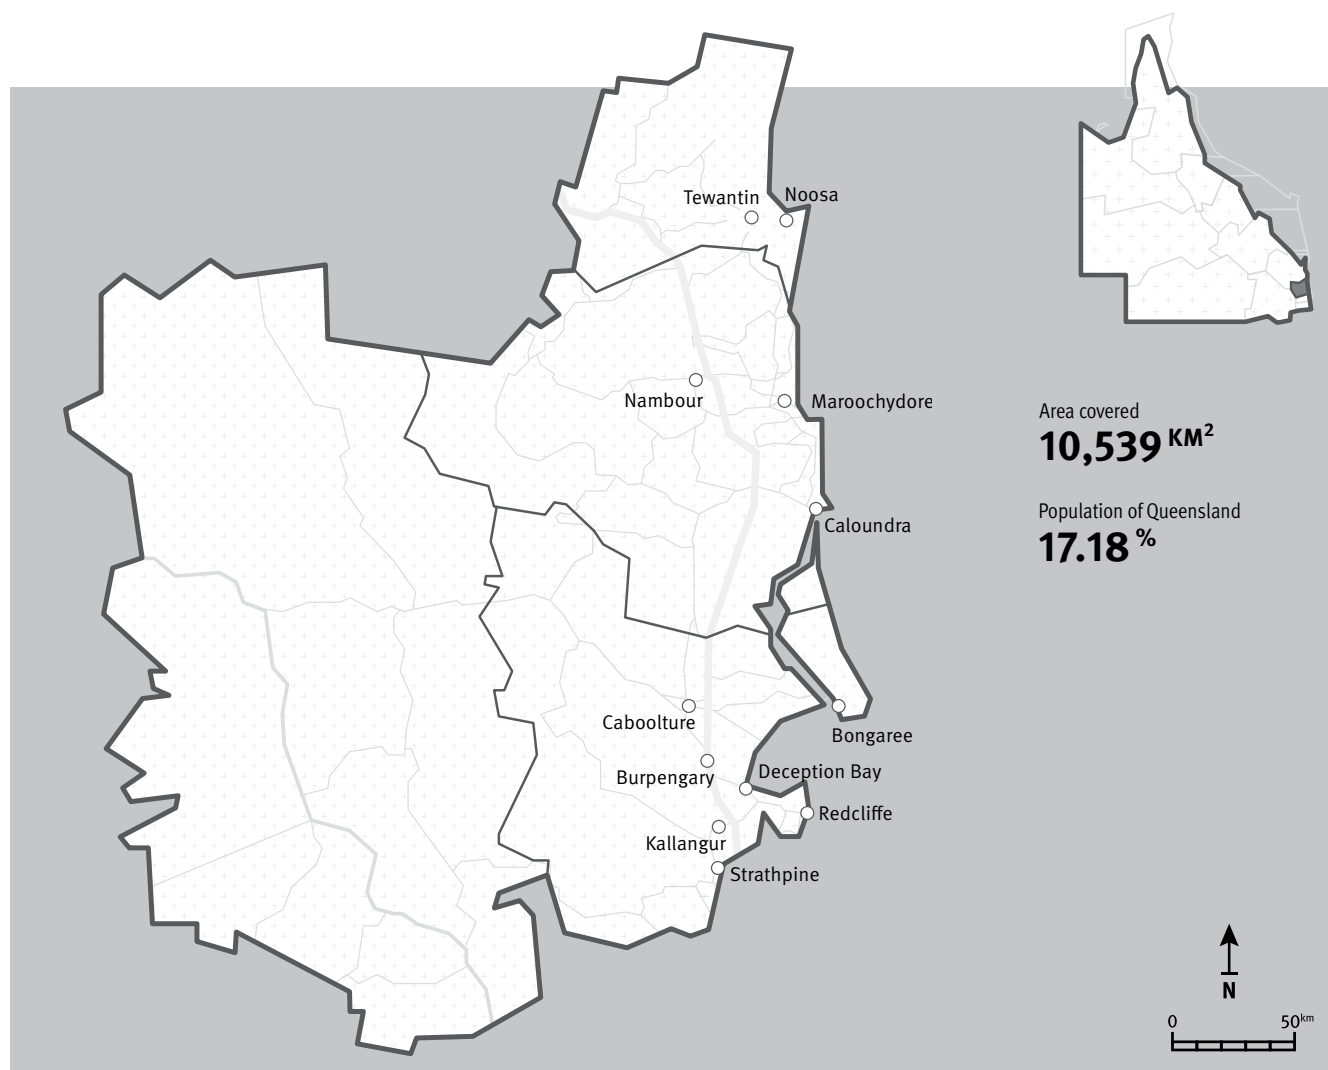 Tewantin
Noosa
Nambour
Maroochydore
Caloundra
Caboolture
Bongaree
Burpengary
Deception Bay
Redcliffe
Kallangur
Strathpine
Area covered
10,539 KM²
Population of Queensland
17.18 %
N
0 50km